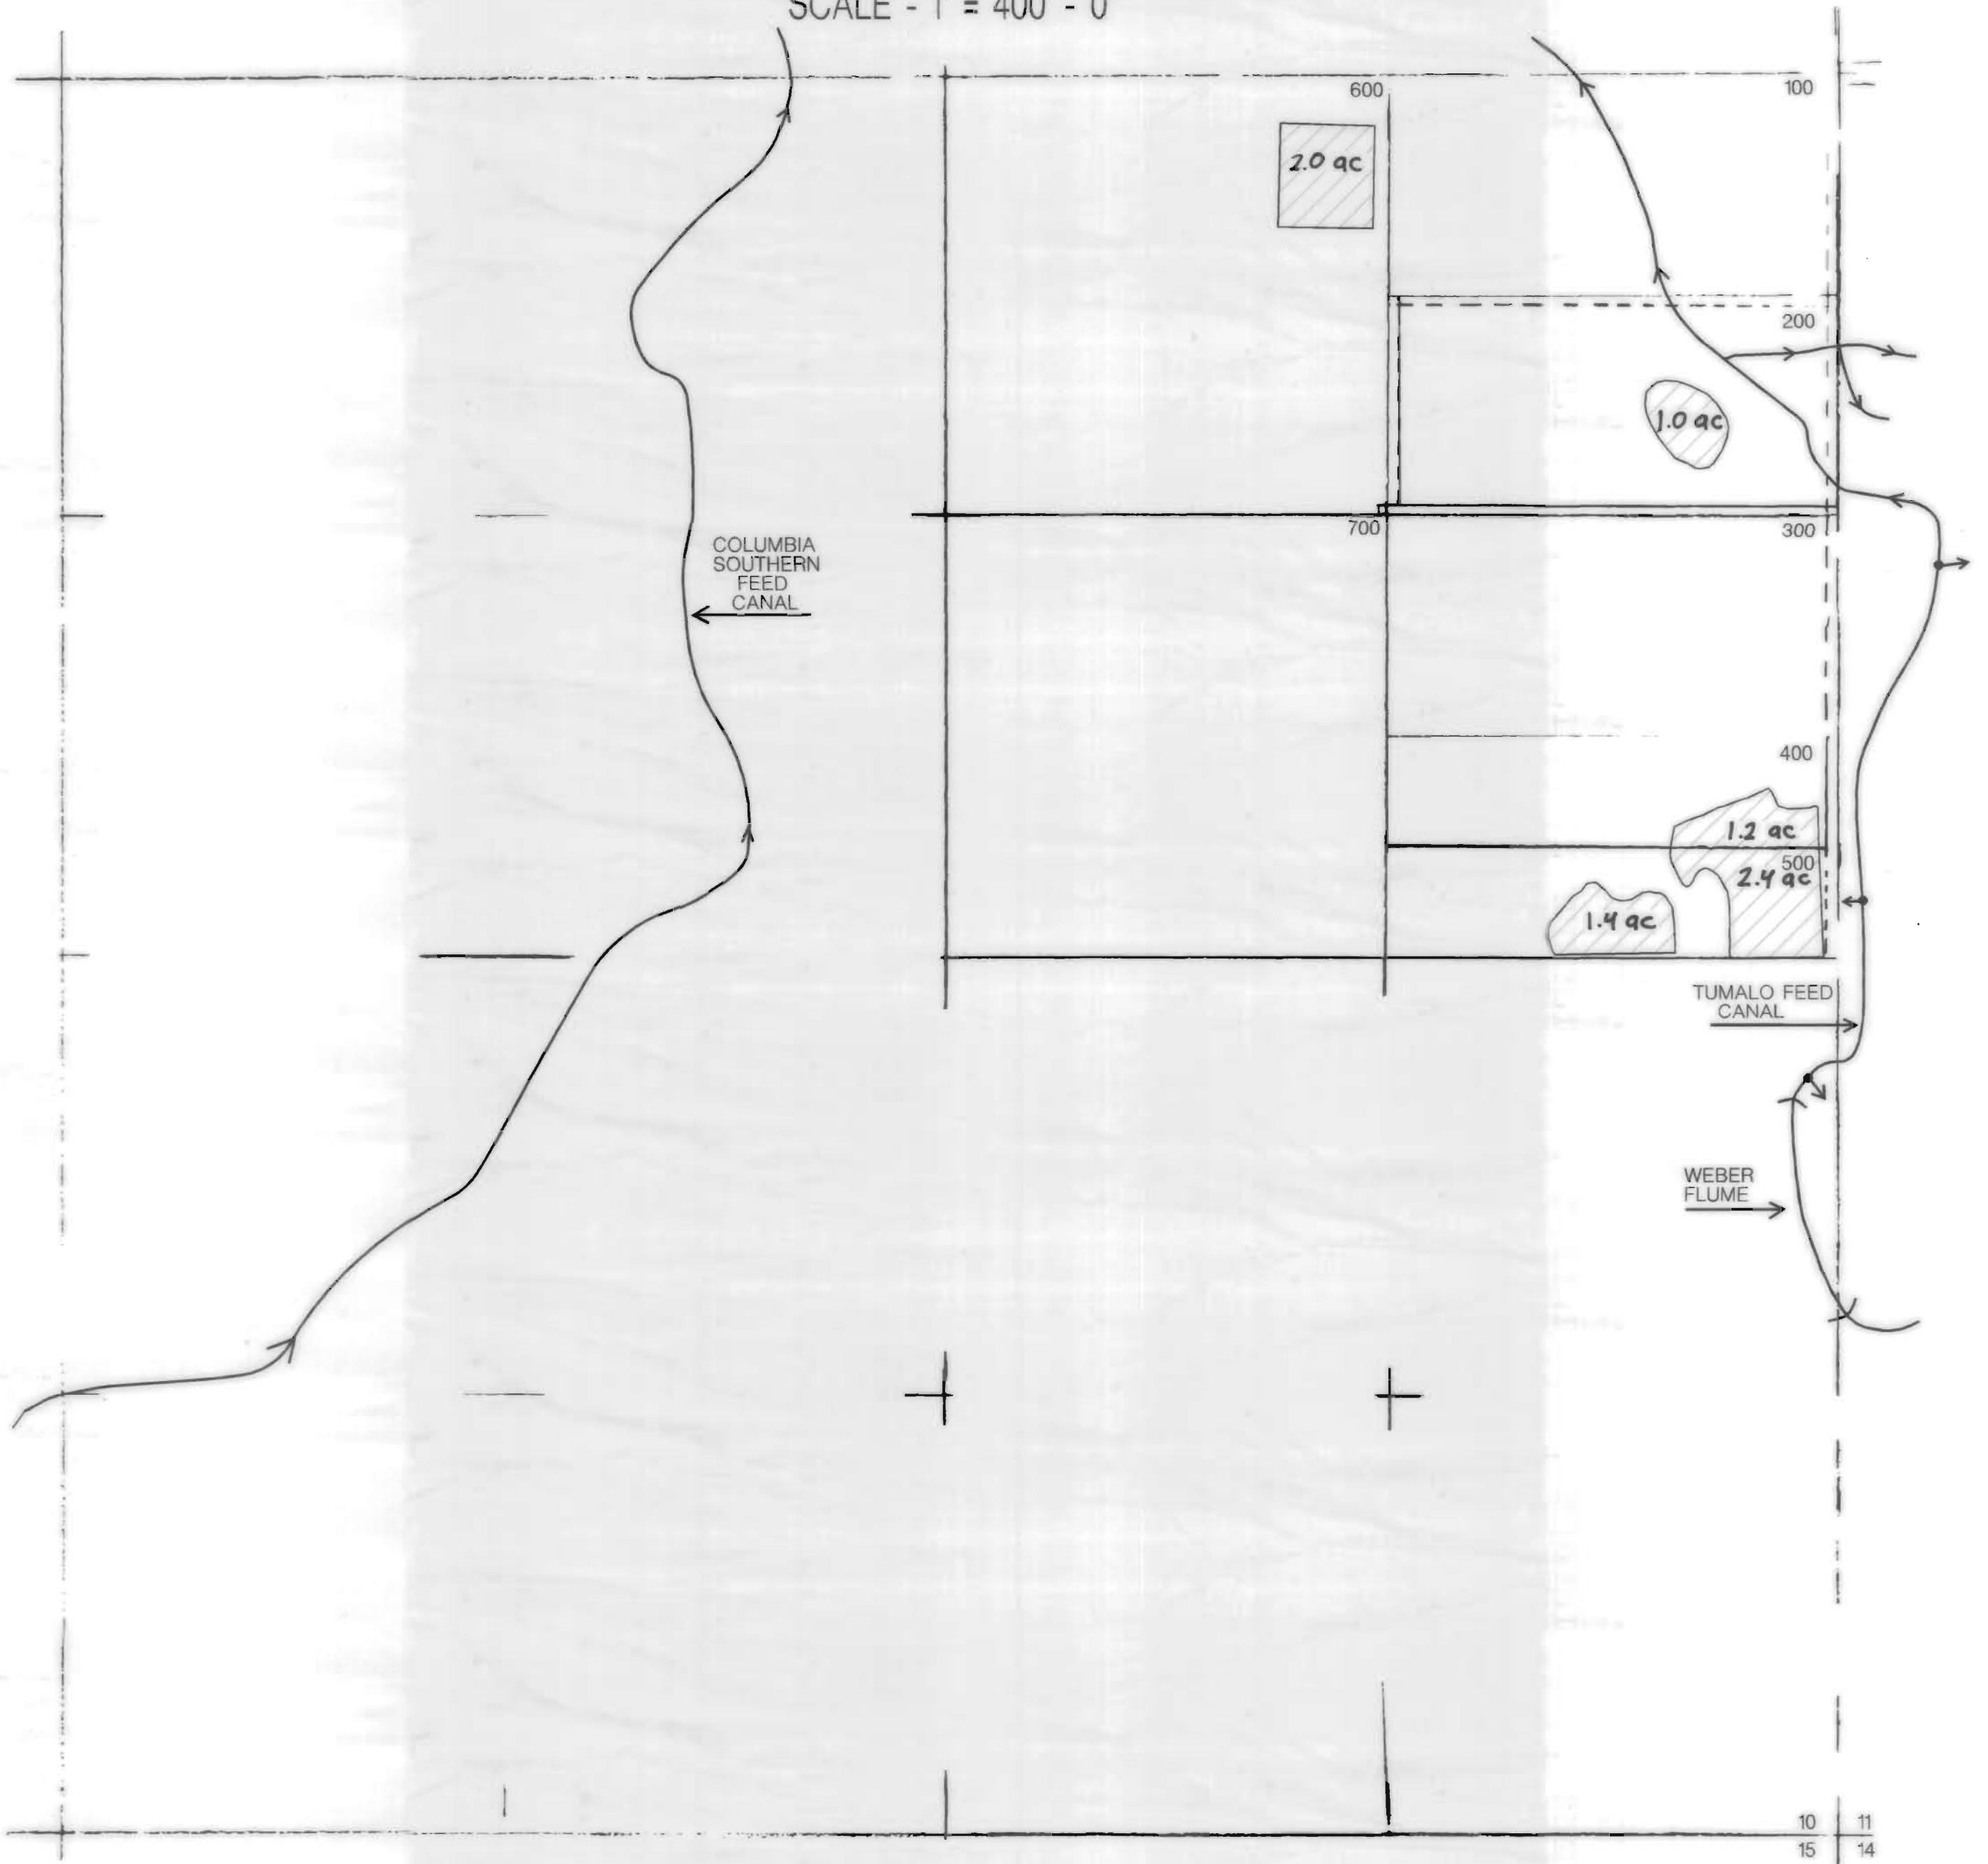 SCALE - 1" = 400' - 0"
600
100
2.0 ac
200
1.0 ac
700
300
COLUMBIA
SOUTHERN
FEED
CANAL
400
1.2 ac
500
2.4 ac
1.4 ac
TUMALO FEED
CANAL
WEBER
FLUME
10 11
15 14